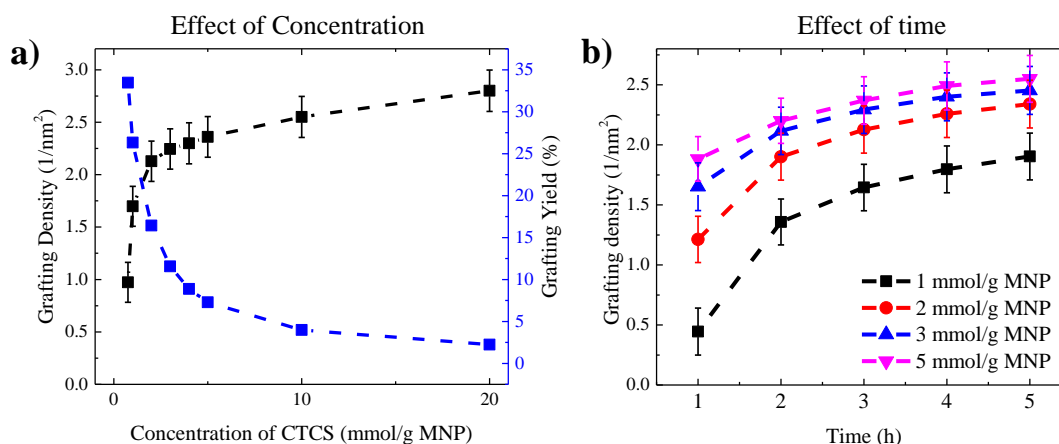 Effect of Concentration
a)
Grafting Density (1/nm²)
3.0
2.5
2.0
1.5
1.0
0.5
0.0
0
10
20
Concentration of CTCS (mmol/g MNP)
35
30
25
20
15
10
5
0
Grafting Yield (%)
Effect of time
b)
Grafting density (1/nm²)
2.5
2.0
1.5
1.0
0.5
0.0
1 mmol/g MNP
2 mmol/g MNP
3 mmol/g MNP
5 mmol/g MNP
1
2
3
4
5
Time (h)